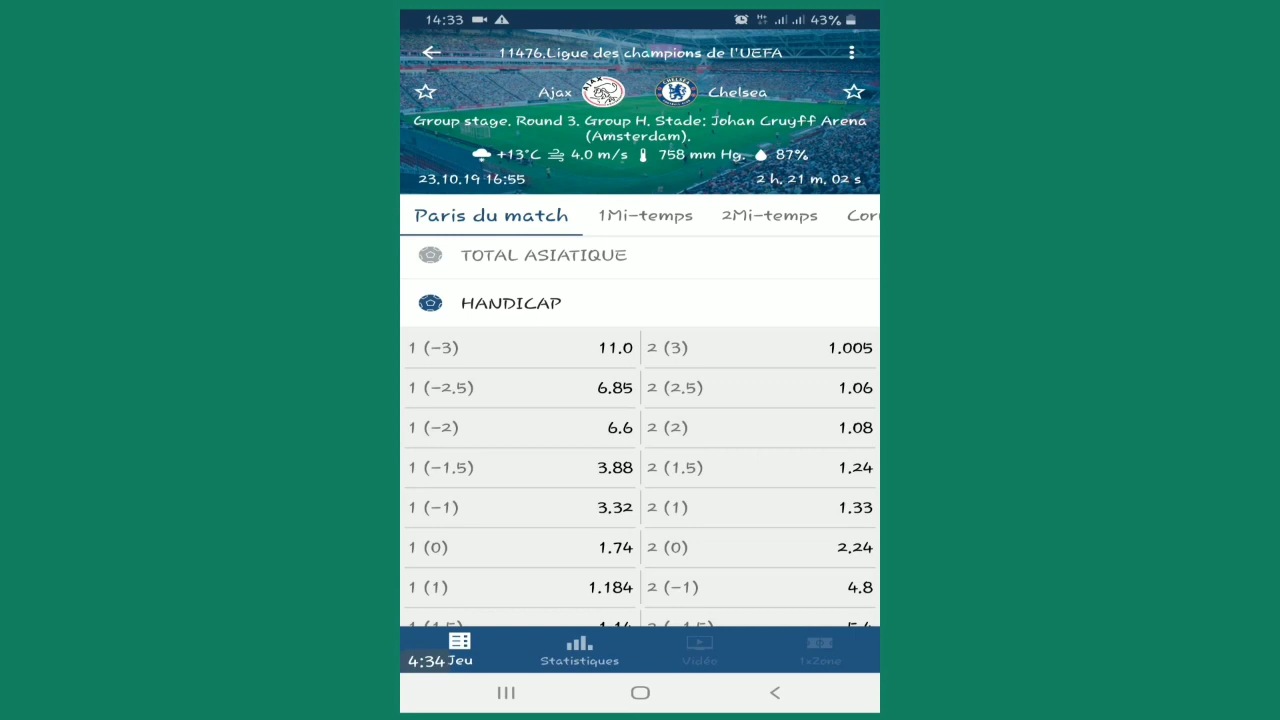 14:33 43%
11476.Ligue des champions de l'UEFA
Ajax Chelsea
Group stage. Round 3. Group H. Stade: Johan Cruyff Arena
(Amsterdam).
+13°C 4.0 m/s 758 mm Hg. 87%
23.10.19 16:55 2 h. 21 m. 02 s
Paris du match 1Mi-temps 2Mi-temps Cor
TOTAL ASIATIQUE
HANDICAP
1 (-3) 11.0 2 (3) 1.005
1 (-2.5) 6.85 2 (2.5) 1.06
1 (-2) 6.6 2 (2) 1.08
1 (-1.5) 3.88 2 (1.5) 1.24
1 (-1) 3.32 2 (1) 1.33
1 (0) 1.74 2 (0) 2.24
1 (1) 1.184 2 (-1) 4.8
4:34 Jeu Statistiques Vidéo 1xZone